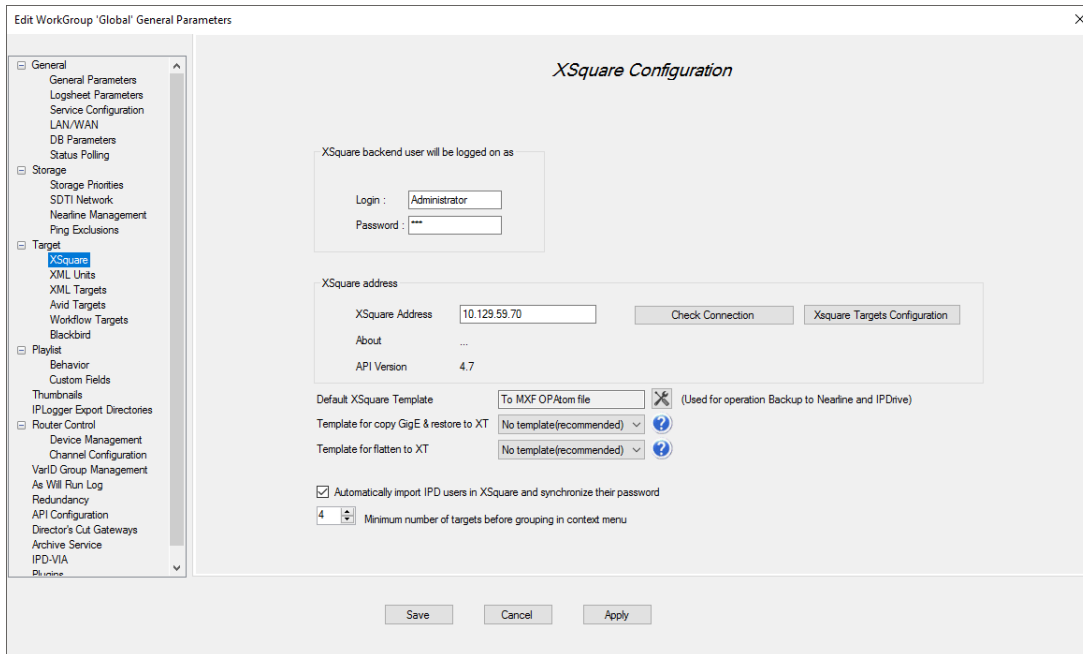 Edit WorkGroup 'Global' General Parameters
General
General Parameters
Logsheet Parameters
Service Configuration
LAN/WAN
DB Parameters
Status Polling
Storage
Storage Priorities
SDTI Network
Nearline Management
Ping Exclusions
Target
XSquare
XML Units
XML Targets
Avid Targets
Workflow Targets
Blackbird
Playlist
Behavior
Custom Fields
Thumbnails
IPLogger Export Directories
Router Control
Device Management
Channel Configuration
VarID Group Management
As Will Run Log
Redundancy
API Configuration
Director's Cut Gateways
Archive Service
IPD-VIA
Plugins
XSquare Configuration
XSquare backend user will be logged on as
Login : Administrator
Password : ***
XSquare address
XSquare Address 10.129.59.70 Check Connection Xsquare Targets Configuration
About ...
API Version 4.7
Default XSquare Template To MXF OPAtom file (Used for operation Backup to Nearline and IPDrive)
Template for copy GigE & restore to XT No template(recommended)
Template for flatten to XT No template(recommended)
Automatically import IPD users in XSquare and synchronize their password
4 Minimum number of targets before grouping in context menu
Save Cancel Apply